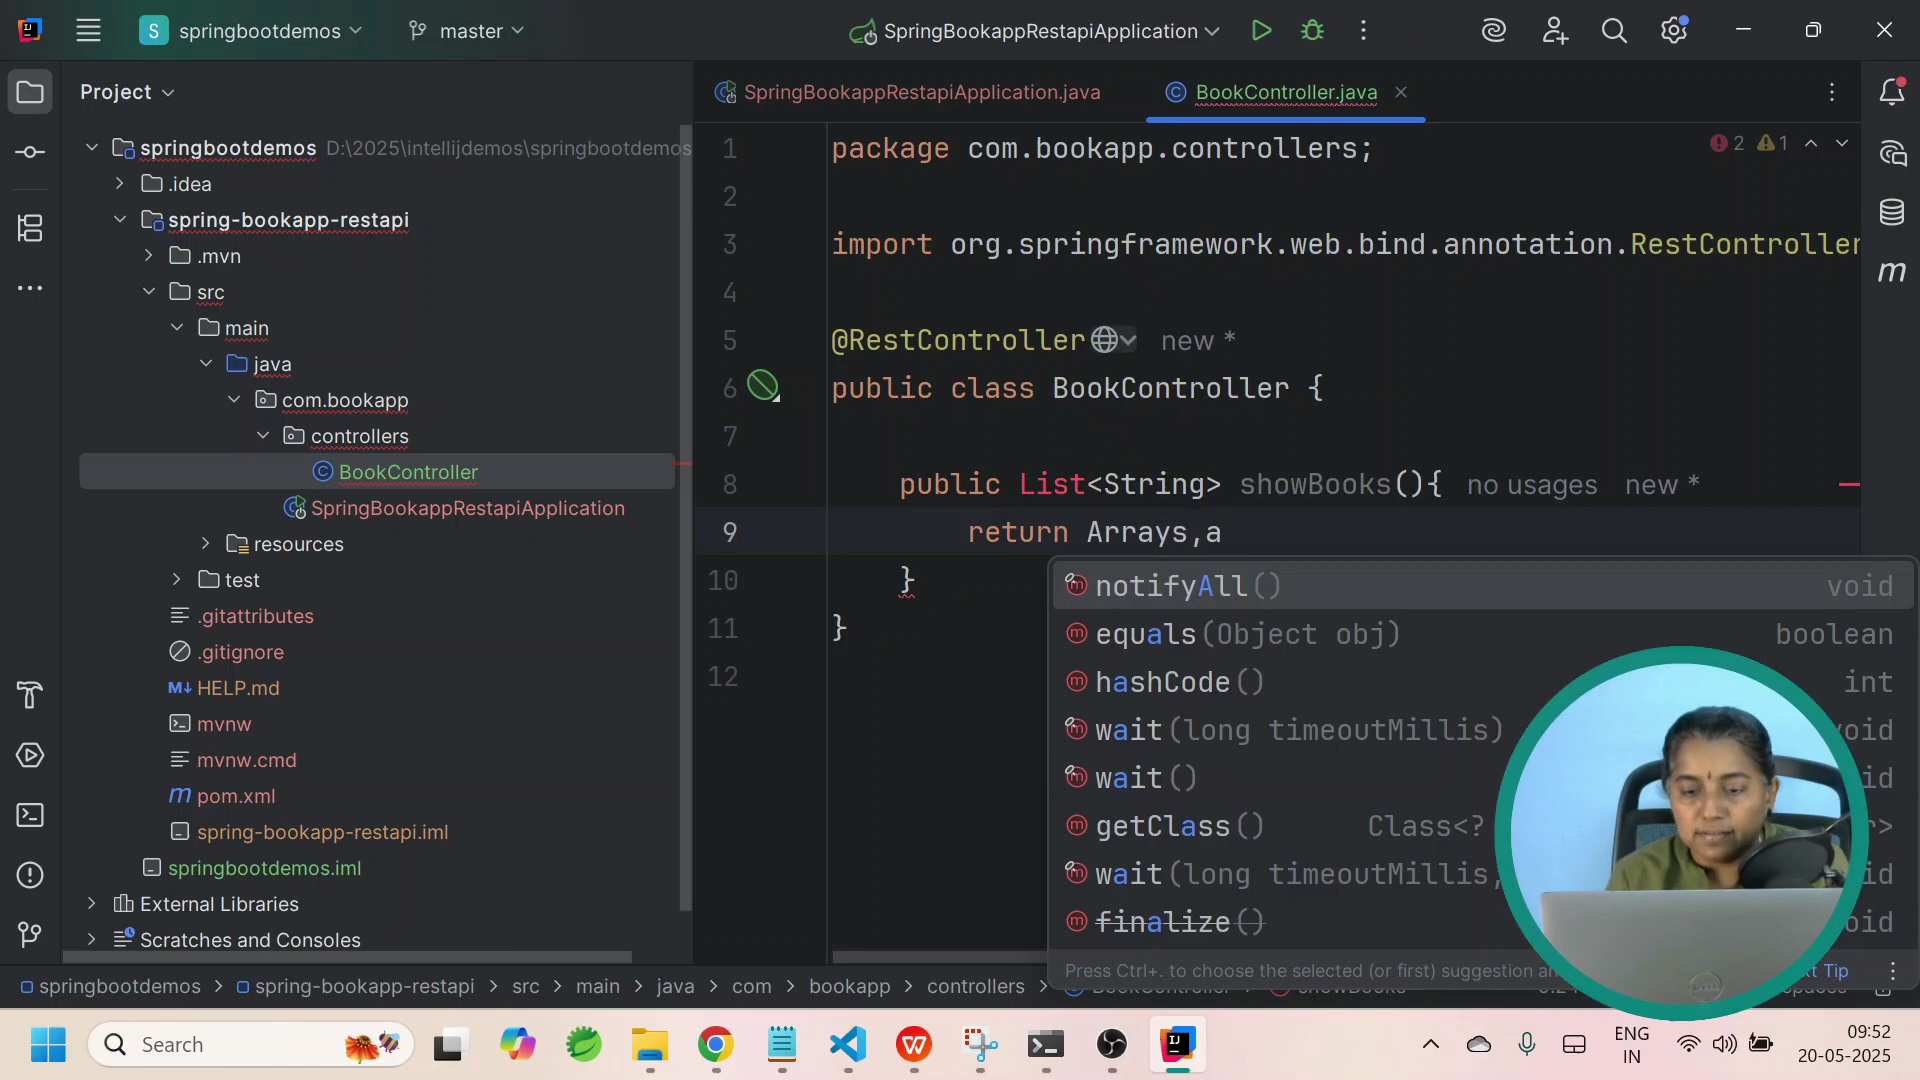 springbootdemos
master
SpringBookappRestapiApplication
Project
springbootdemos D:\2025\intellijdemos\springbootdemos
.idea
spring-bookapp-restapi
.mvn
src
main
java
com.bookapp
controllers
BookController
SpringBookappRestapiApplication
resources
test
.gitattributes
.gitignore
HELP.md
mvnw
mvnw.cmd
pom.xml
spring-bookapp-restapi.iml
springbootdemos.iml
External Libraries
Scratches and Consoles
SpringBookappRestapiApplication.java
BookController.java
2 1
1 package com.bookapp.controllers;
2
3 import org.springframework.web.bind.annotation.RestController
4
5 @RestController new *
6 public class BookController {
7
8 public List<String> showBooks(){ no usages new *
9 return Arrays,a
10 }
11 }
12
notifyAll() void
equals(Object obj) boolean
hashCode() int
wait(long timeoutMillis) void
wait()
getClass() Class<?
wait(long timeoutMillis,
finalize()
Press Ctrl+. to choose the selected (or first) suggestion
Tip
springbootdemos > spring-bookapp-restapi > src > main > java > com > bookapp > controllers >
Search
ENG
IN
09:52
20-05-2025